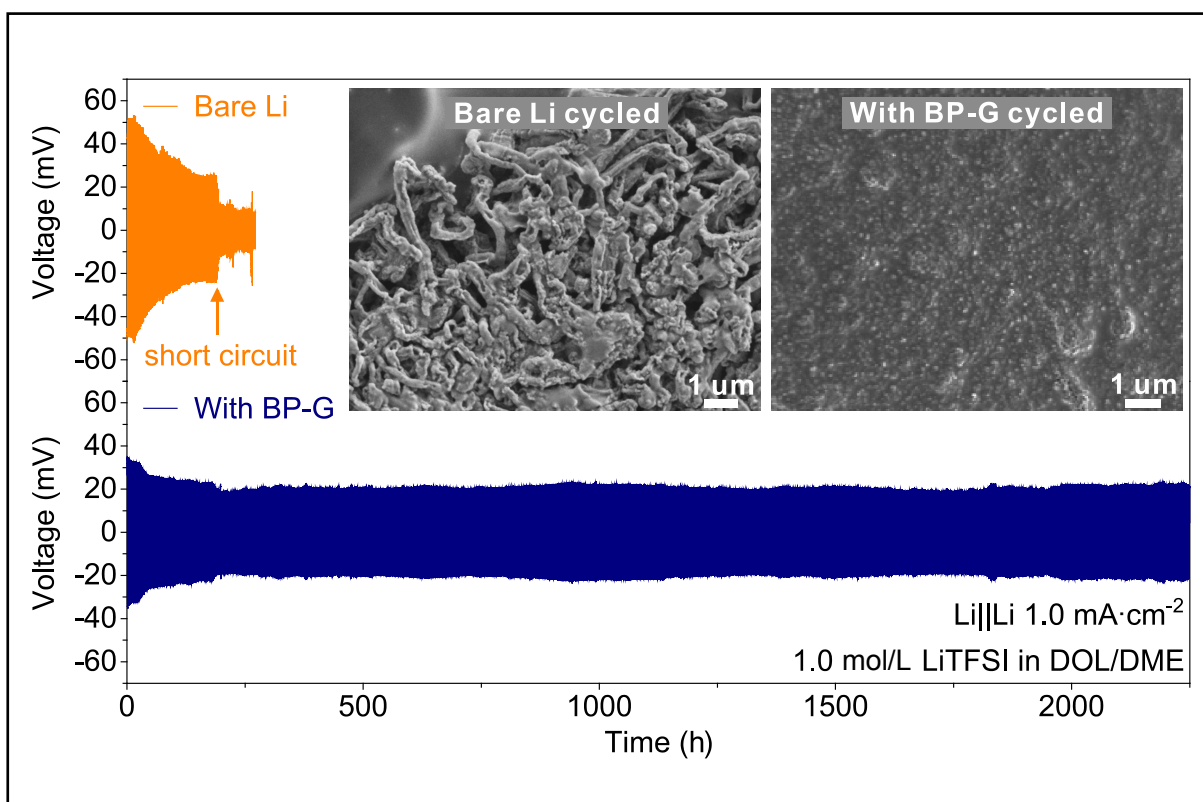 Bare Li
Bare Li cycled
With BP-G cycled
60
40
20
0
-20
-40
-60
Voltage (mV)
short circuit
1 um
1 um
With BP-G
60
40
20
0
-20
-40
-60
Voltage (mV)
Li||Li 1.0 mA·cm⁻²
1.0 mol/L LiTFSI in DOL/DME
0 500 1000 1500 2000
Time (h)